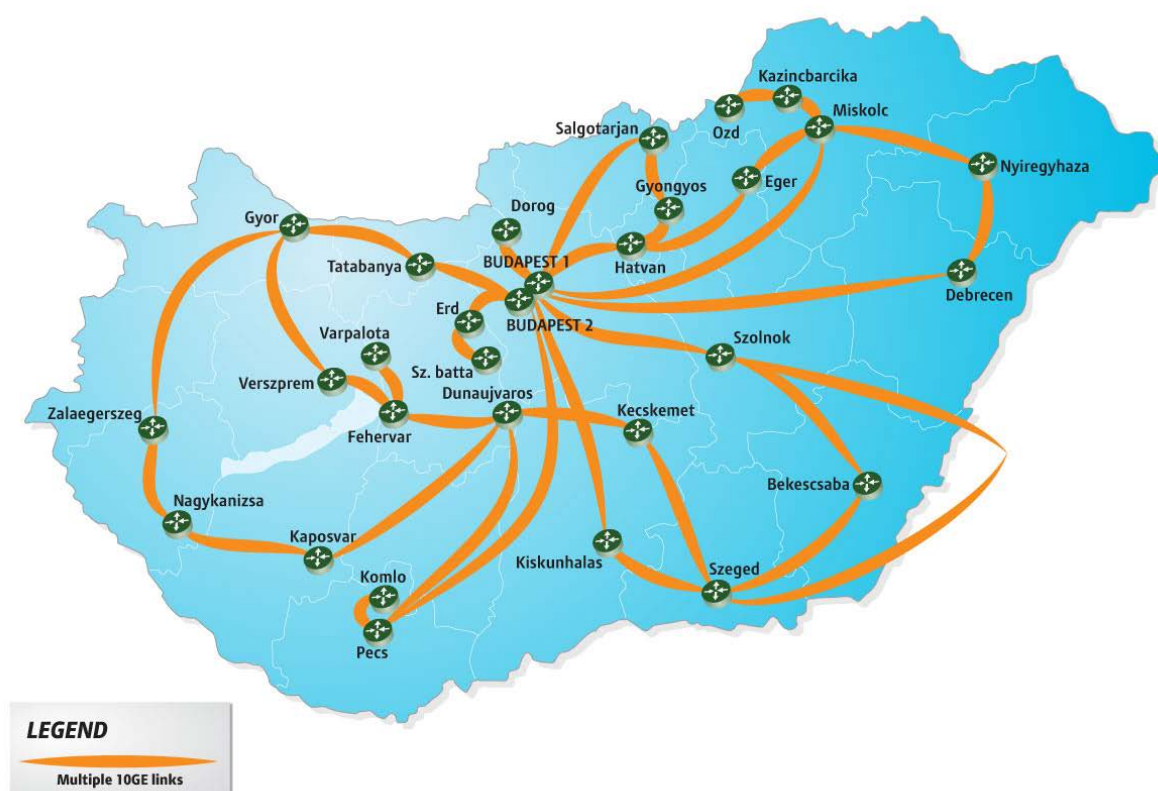 Kazincbarcika
Miskolc
Ozd
Salgotarjan
Nyiregyhaza
Eger
Gyongyos
Dorog
Gyor
BUDAPEST 1
Hatvan
Tatabanya
Debrecen
Erd
BUDAPEST 2
Varpalota
Szolnok
Sz. batta
Verszprem
Dunaujvaros
Kecskemet
Zalaegerszeg
Fehervar
Bekescsaba
Nagykanizsa
Kaposvar
Kiskunhalas
Szeged
Komlo
Pecs
LEGEND
Multiple 10GE links